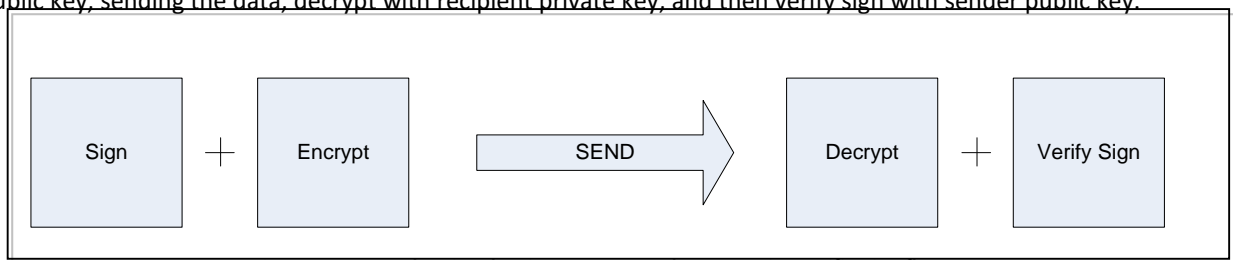 public key, sending the data, decrypt with recipient private key, and then verify sign with sender public key.
Sign + Encrypt SEND Decrypt + Verify Sign